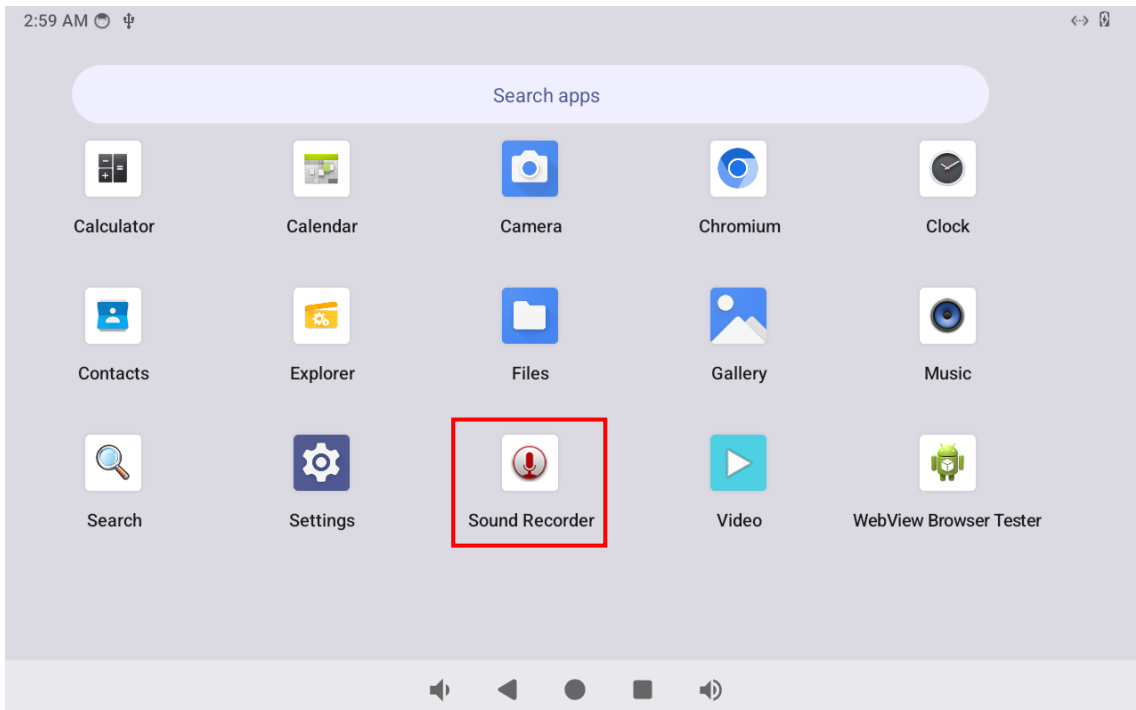 2:59 AM
Search apps
Calculator Calendar Camera Chromium Clock
Contacts Explorer Files Gallery Music
Search Settings Sound Recorder Video WebView Browser Tester